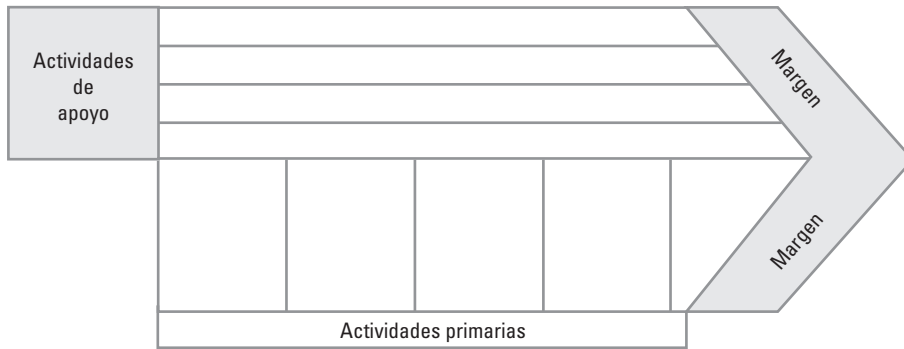 Actividades
de
apoyo
Margen
Margen
Actividades primarias